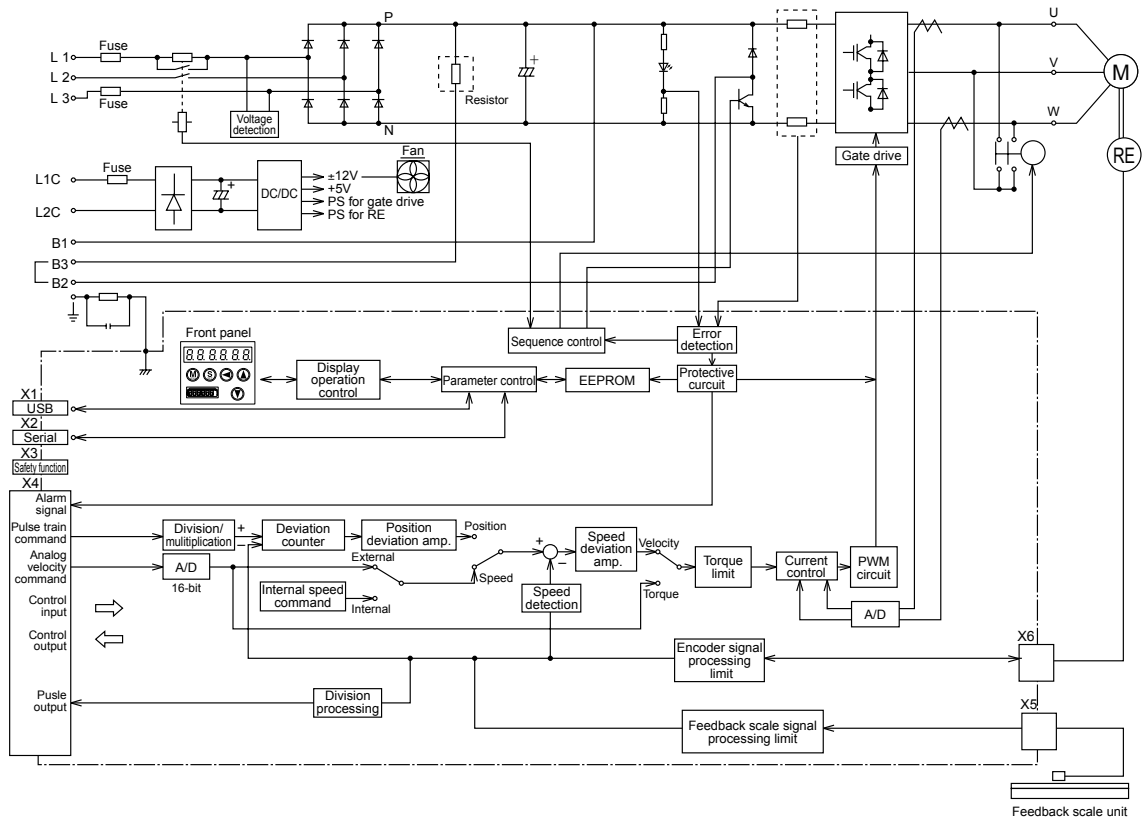 P
U
Fuse
L 1
L 2
V
M
L 3
Fuse
Voltage
detection
Resistor
N
W
Gate drive
RE
Fan
Fuse
L1C
±12V
+5V
DC/DC
PS for gate drive
PS for RE
L2C
B1
B3
B2
Front panel
8.8.8.8.8.8.
M
S
Sequence control
Error
detection
Display
operation
control
Parameter control
EEPROM
Protective
curcuit
X1
USB
X2
Serial
X3
Safety function
X4
Alarm
signal
Pulse train
command
Division/
muitiplication
+
−
Deviation
counter
Position
deviation amp.
Position
Analog
velocity
command
A/D
16-bit
External
Speed
+
−
Speed
deviation
amp.
Velocity
Torque
Torque
limit
Current
control
PWM
circuit
Internal speed
command
Internal
Speed
detection
A/D
Control
input
Control
output
Encoder signal
processing
limit
X6
Pusle
output
Division
processing
X5
Feedback scale signal
processing limit
Feedback scale unit